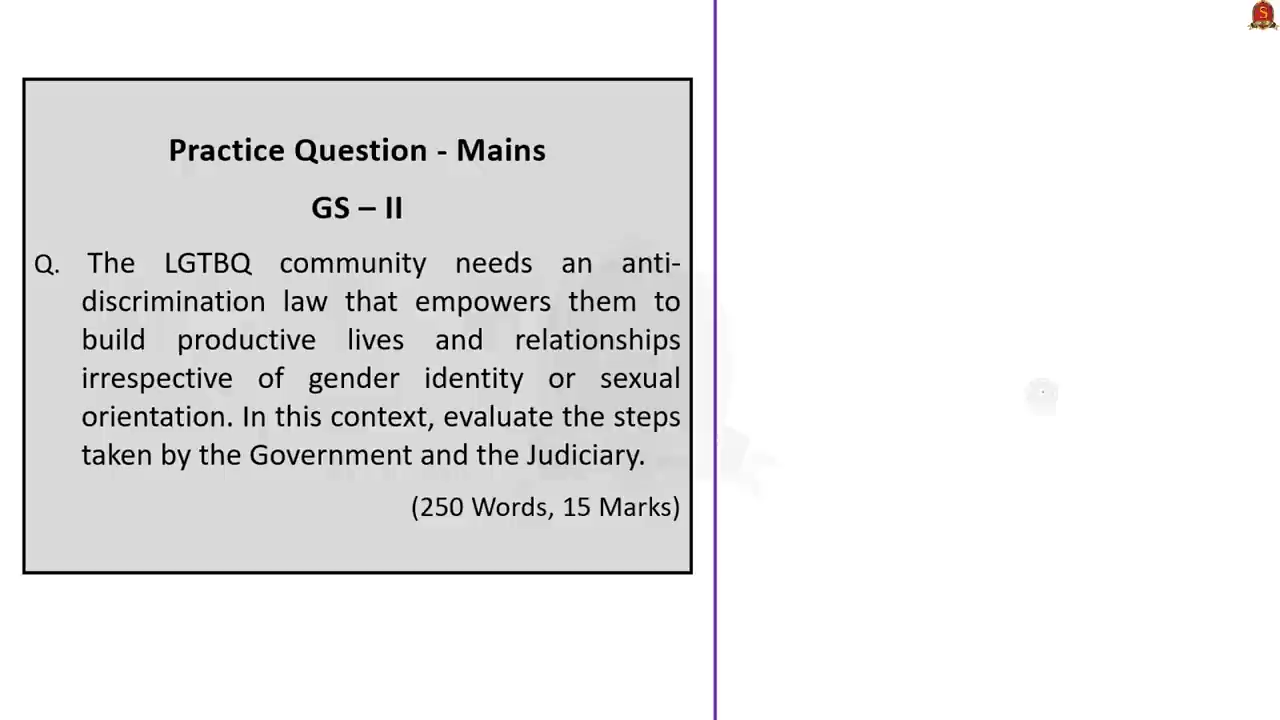 Practice Question - Mains
GS – II
Q. The LGTBQ community needs an anti-
discrimination law that empowers them to
build productive lives and relationships
irrespective of gender identity or sexual
orientation. In this context, evaluate the steps
taken by the Government and the Judiciary.
(250 Words, 15 Marks)
S